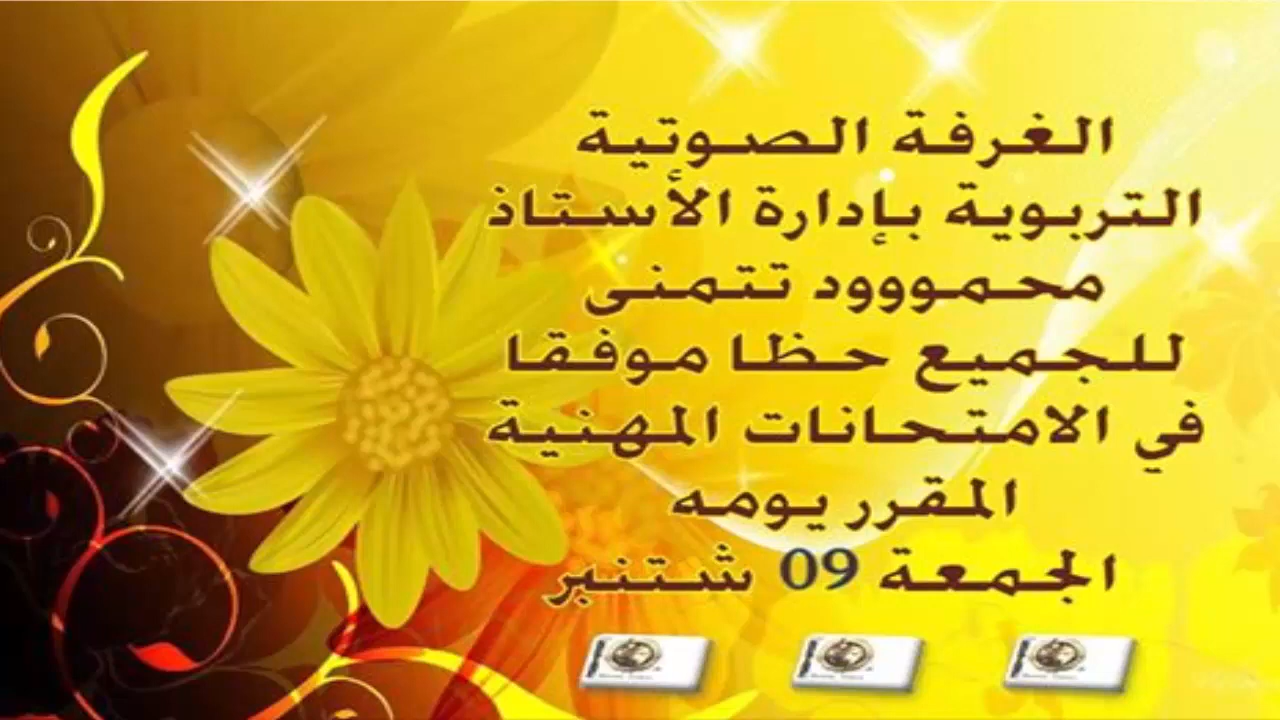 الغرفة الصوتية
التربوية بإدارة الأستاذ
محمووود تتمنى
للجميع حظا موفقا
في الامتحانات المهنية
المقرر يومه
الجمعة 09 شتنبر